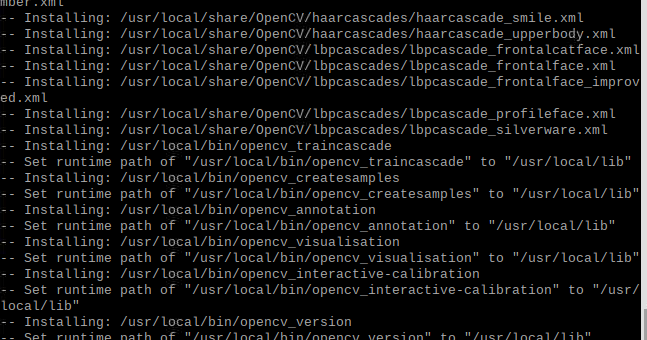 mber.xml
-- Installing: /usr/local/share/OpenCV/haarcascades/haarcascade_smile.xml
-- Installing: /usr/local/share/OpenCV/haarcascades/haarcascade_upperbody.xml
-- Installing: /usr/local/share/OpenCV/lbpcascades/lbpcascade_frontalcatface.xml
-- Installing: /usr/local/share/OpenCV/lbpcascades/lbpcascade_frontalface.xml
-- Installing: /usr/local/share/OpenCV/lbpcascades/lbpcascade_frontalface_improv
ed.xml
-- Installing: /usr/local/share/OpenCV/lbpcascades/lbpcascade_profileface.xml
-- Installing: /usr/local/share/OpenCV/lbpcascades/lbpcascade_silverware.xml
-- Installing: /usr/local/bin/opencv_traincascade
-- Set runtime path of "/usr/local/bin/opencv_traincascade" to "/usr/local/lib"
-- Installing: /usr/local/bin/opencv_createsamples
-- Set runtime path of "/usr/local/bin/opencv_createsamples" to "/usr/local/lib"
-- Installing: /usr/local/bin/opencv_annotation
-- Set runtime path of "/usr/local/bin/opencv_annotation" to "/usr/local/lib"
-- Installing: /usr/local/bin/opencv_visualisation
-- Set runtime path of "/usr/local/bin/opencv_visualisation" to "/usr/local/lib"
-- Installing: /usr/local/bin/opencv_interactive-calibration
-- Set runtime path of "/usr/local/bin/opencv_interactive-calibration" to "/usr/
local/lib"
-- Installing: /usr/local/bin/opencv_version
-- Set runtime path of "/usr/local/bin/opencv_version" to "/usr/local/lib"